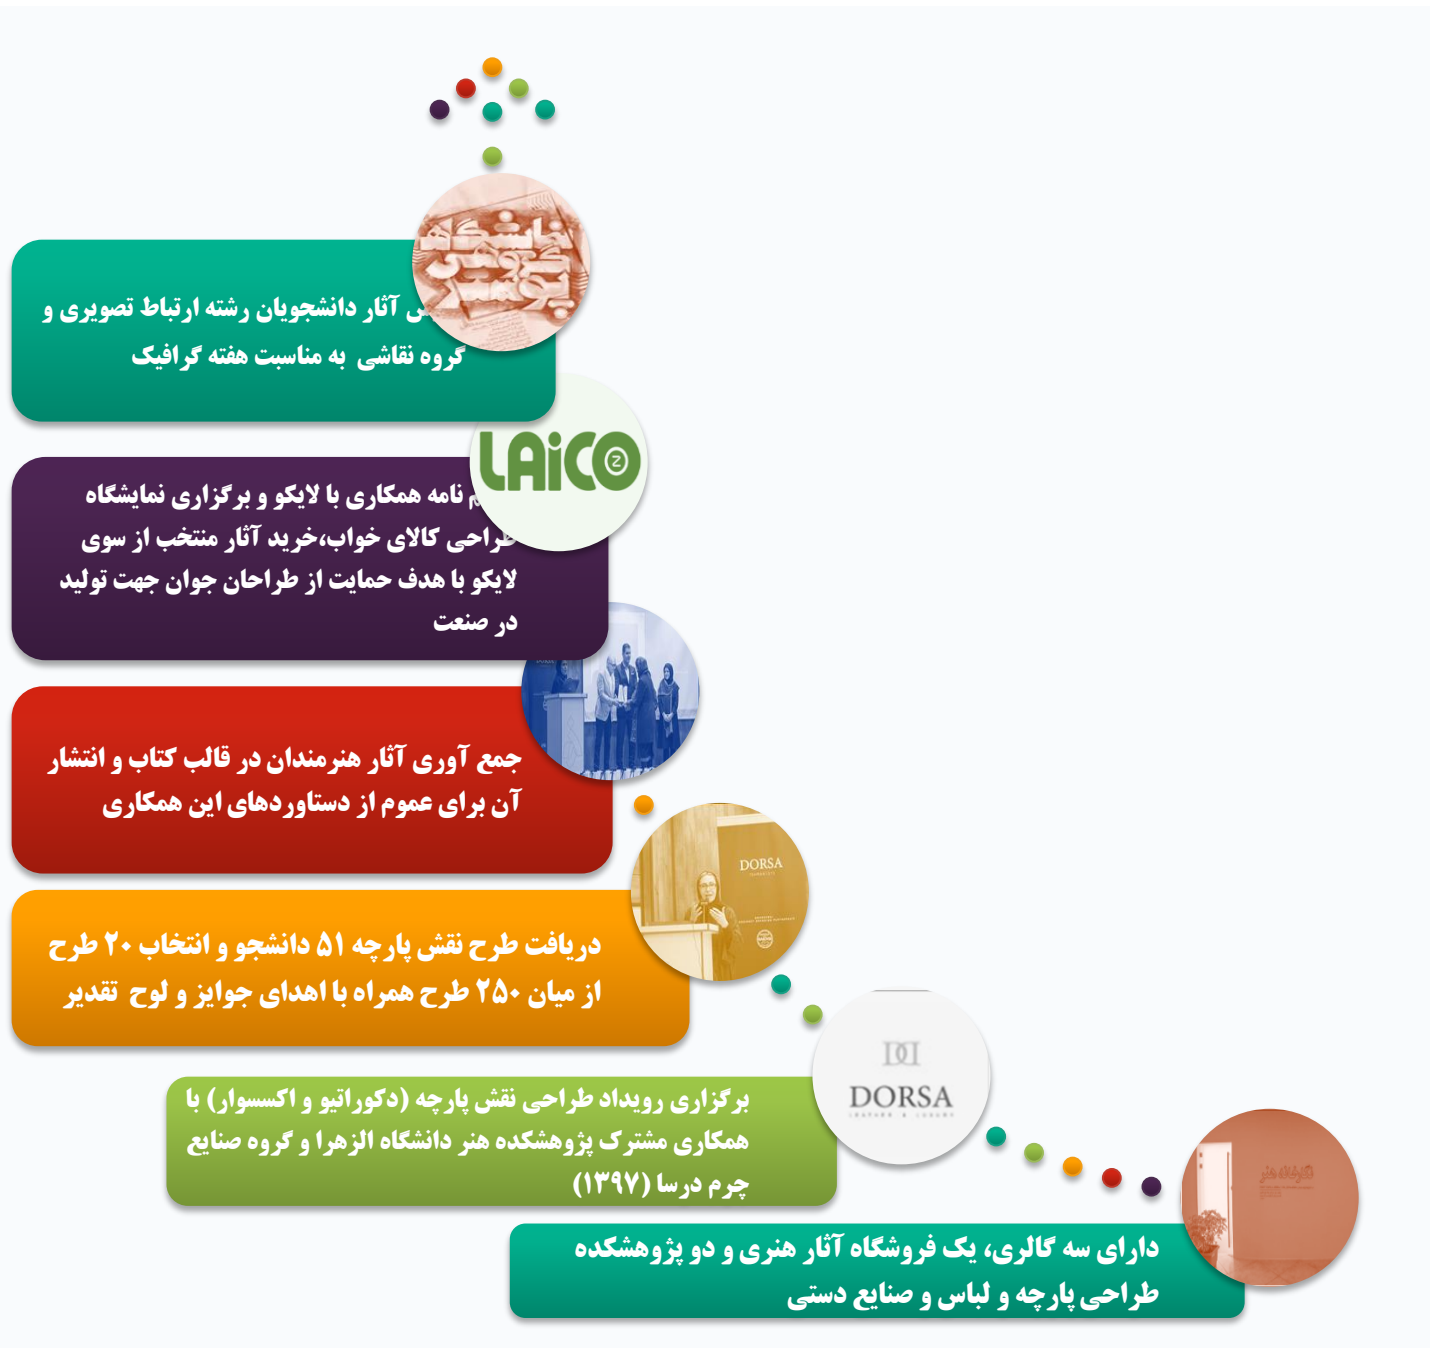 نمایشگاه
گروهی
پوستر
آثار دانشجویان رشته ارتباط تصویری و
گروه نقاشی به مناسبت هفته گرافیک
LAiCO
نامه همکاری با لایکو و برگزاری نمایشگاه
طراحی کالای خواب،خرید آثار منتخب از سوی
لایکو با هدف حمایت از طراحان جوان جهت تولید
در صنعت
جمع آوری آثار هنرمندان در قالب کتاب و انتشار
آن برای عموم از دستاوردهای این همکاری
DORSA
دریافت طرح نقش پارچه ۵۱ دانشجو و انتخاب ۲۰ طرح
از میان ۲۵۰ طرح همراه با اهدای جوایز و لوح تقدیر
DORSA
برگزاری رویداد طراحی نقش پارچه (دکوراتیو و اکسسوار) با
همکاری مشترک پژوهشکده هنر دانشگاه الزهرا و گروه صنایع
چرم درسا (۱۳۹۷)
نگارخانه هنر
دارای سه گالری، یک فروشگاه آثار هنری و دو پژوهشکده
طراحی پارچه و لباس و صنایع دستی